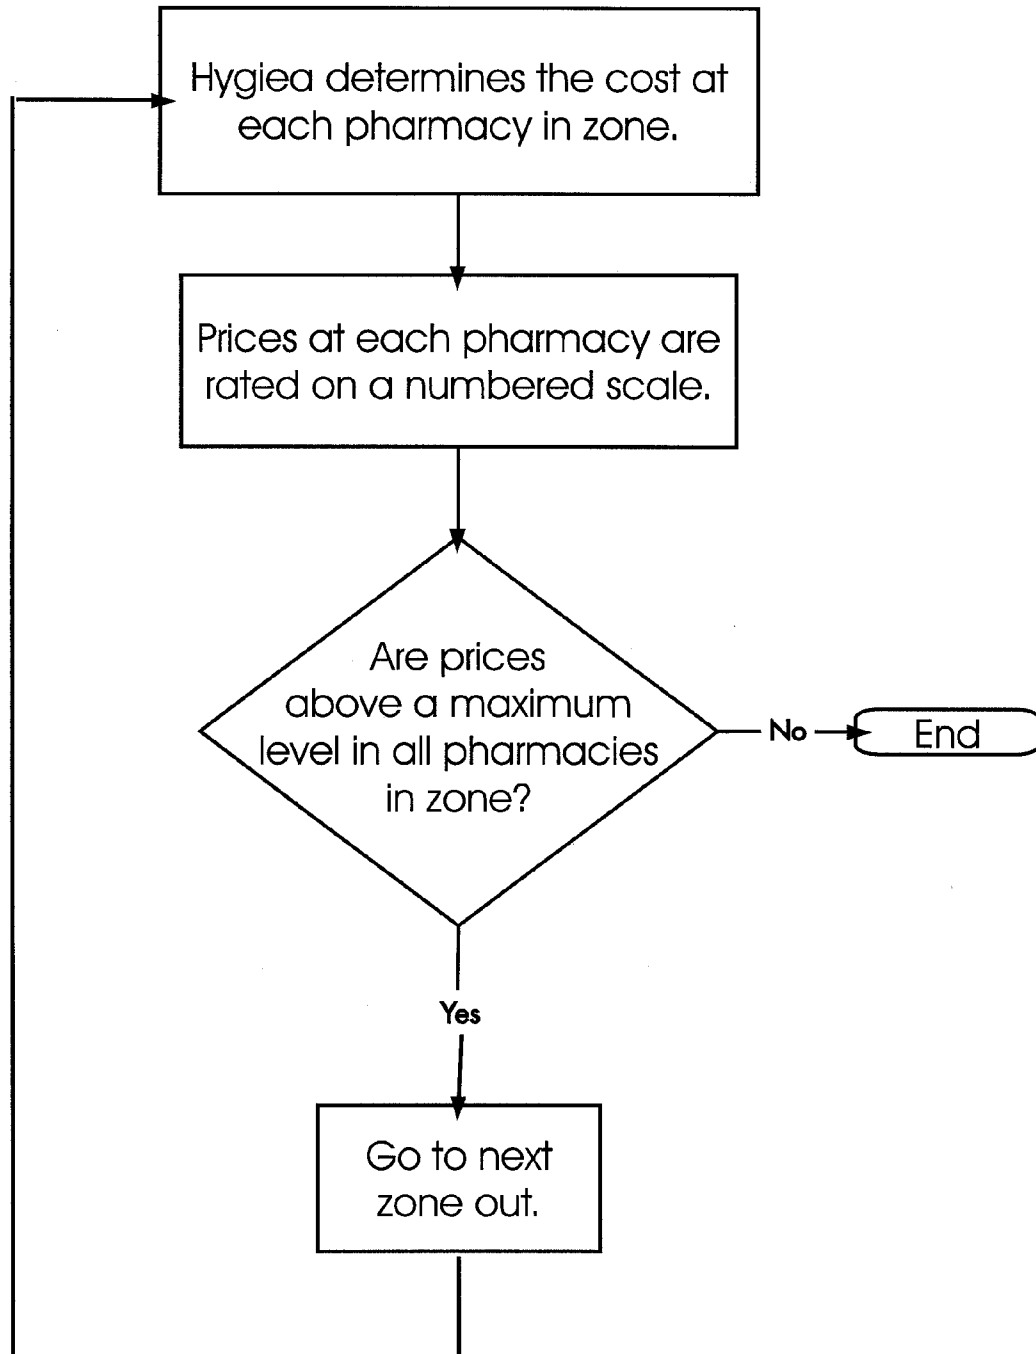 Hygiea determines the cost at
each pharmacy in zone.
Prices at each pharmacy are
rated on a numbered scale.
Are prices
above a maximum
level in all pharmacies
in zone?
No
End
Yes
Go to next
zone out.